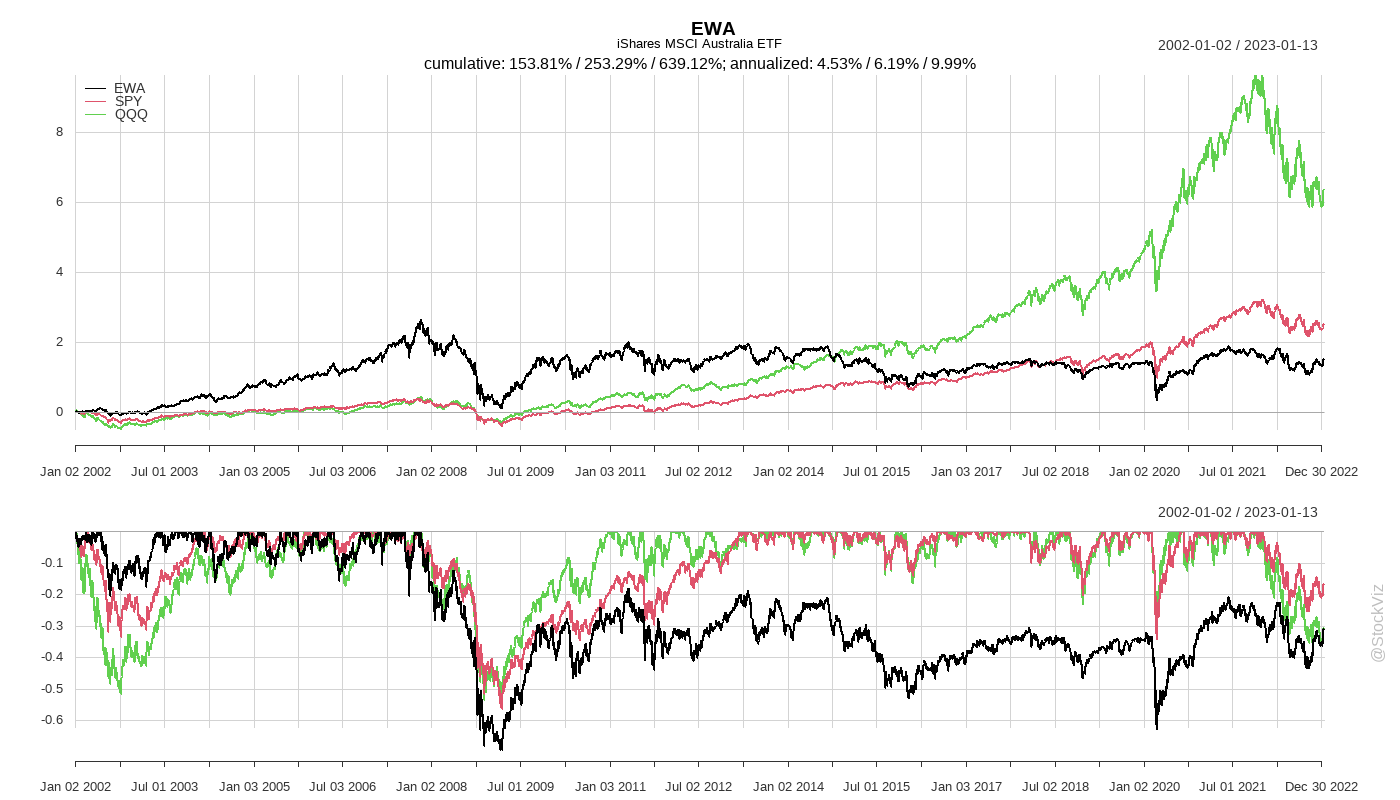 EWA
iShares MSCI Australia ETF
2002-01-02 / 2023-01-13
cumulative: 153.81% / 253.29% / 639.12%; annualized: 4.53% / 6.19% / 9.99%
EWA
SPY
QQQ
8
6
4
2
0
Jan 02 2002 Jul 01 2003 Jan 03 2005 Jul 03 2006 Jan 02 2008 Jul 01 2009 Jan 03 2011 Jul 02 2012 Jan 02 2014 Jul 01 2015 Jan 03 2017 Jul 02 2018 Jan 02 2020 Jul 01 2021 Dec 30 2022
2002-01-02 / 2023-01-13
-0.1
-0.2
-0.3
-0.4
-0.5
-0.6
Jan 02 2002 Jul 01 2003 Jan 03 2005 Jul 03 2006 Jan 02 2008 Jul 01 2009 Jan 03 2011 Jul 02 2012 Jan 02 2014 Jul 01 2015 Jan 03 2017 Jul 02 2018 Jan 02 2020 Jul 01 2021 Dec 30 2022
@StockViz